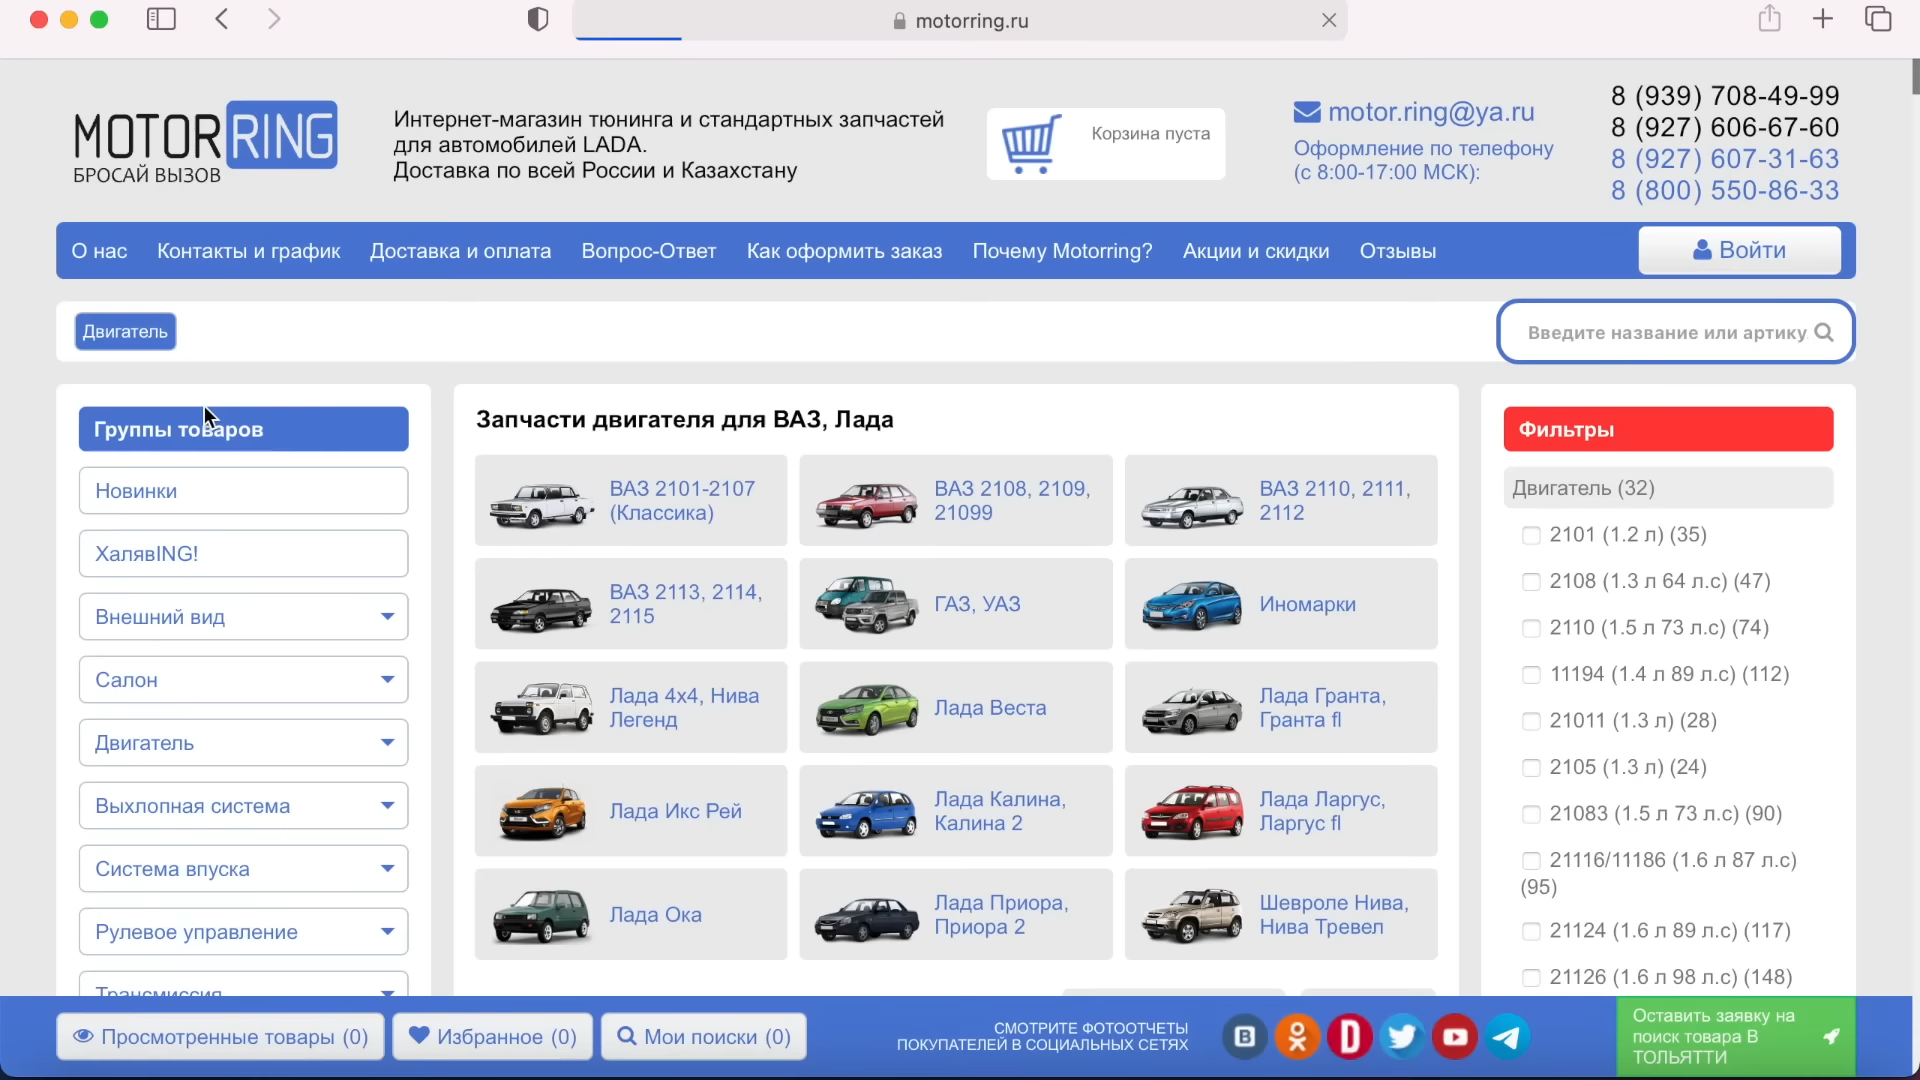 motorring.ru
MOTORRING
БРОСАЙ ВЫЗОВ
Интернет-магазин тюнинга и стандартных запчастей
для автомобилей LADA.
Доставка по всей России и Казахстану
Корзина пуста
motor.ring@ya.ru
Оформление по телефону
(с 8:00-17:00 МСК):
8 (939) 708-49-99
8 (927) 606-67-60
8 (927) 607-31-63
8 (800) 550-86-33
О нас
Контакты и график
Доставка и оплата
Вопрос-Ответ
Как оформить заказ
Почему Motorring?
Акции и скидки
Отзывы
Войти
Двигатель
Введите название или артику
Группы товаров
Новинки
ХалявING!
Внешний вид
Салон
Двигатель
Выхлопная система
Система впуска
Рулевое управление
Трансмиссия
Запчасти двигателя для ВАЗ, Лада
ВАЗ 2101-2107
(Классика)
ВАЗ 2108, 2109,
21099
ВАЗ 2110, 2111,
2112
ВАЗ 2113, 2114,
2115
ГАЗ, УАЗ
Иномарки
Лада 4х4, Нива
Легенд
Лада Веста
Лада Гранта,
Гранта fl
Лада Икс Рей
Лада Калина,
Калина 2
Лада Ларгус,
Ларгус fl
Лада Ока
Лада Приора,
Приора 2
Шевроле Нива,
Нива Тревел
Фильтры
Двигатель (32)
2101 (1.2 л) (35)
2108 (1.3 л 64 л.с) (47)
2110 (1.5 л 73 л.с) (74)
11194 (1.4 л 89 л.с) (112)
21011 (1.3 л) (28)
2105 (1.3 л) (24)
21083 (1.5 л 73 л.с) (90)
21116/11186 (1.6 л 87 л.с)
(95)
21124 (1.6 л 89 л.с) (117)
21126 (1.6 л 98 л.с) (148)
Просмотренные товары (0)
Избранное (0)
Мои поиски (0)
СМОТРИТЕ ФОТООТЧЕТЫ
ПОКУПАТЕЛЕЙ В СОЦИАЛЬНЫХ СЕТЯХ
Оставить заявку на
поиск товара В
ТОЛЬЯТТИ